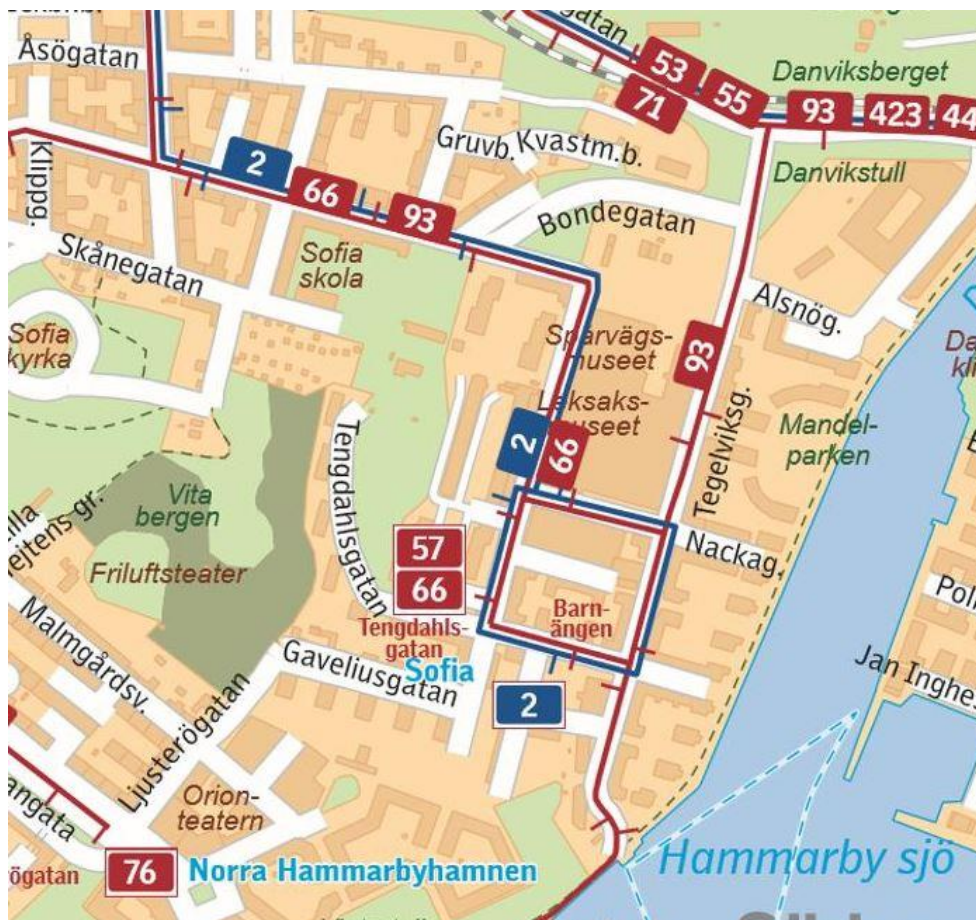 Åsögatan
53
71
55
93
423
44
Danviksberget
Danvikstull
Gruvb.
Kvastm.b.
Klippg.
2
66
93
Bondegatan
Sofia
skola
Skånegatan
Sofia
kyrka
Alsnög.
Spårvägs-
museet
93
Leksaks-
museet
2
66
Tegelviksg.
Mandel-
parken
Tengdahlsgatan
Vita
bergen
Friluftsteater
57
66
Tengdahls-
gatan
Sofia
Barn-
ängen
Nackag.
Malmgårdsv.
Gaveliusgatan
2
Jan Inghe
Ljusterögatan
Orion-
teatern
76
Norra Hammarbyhamnen
Hammarby sjö